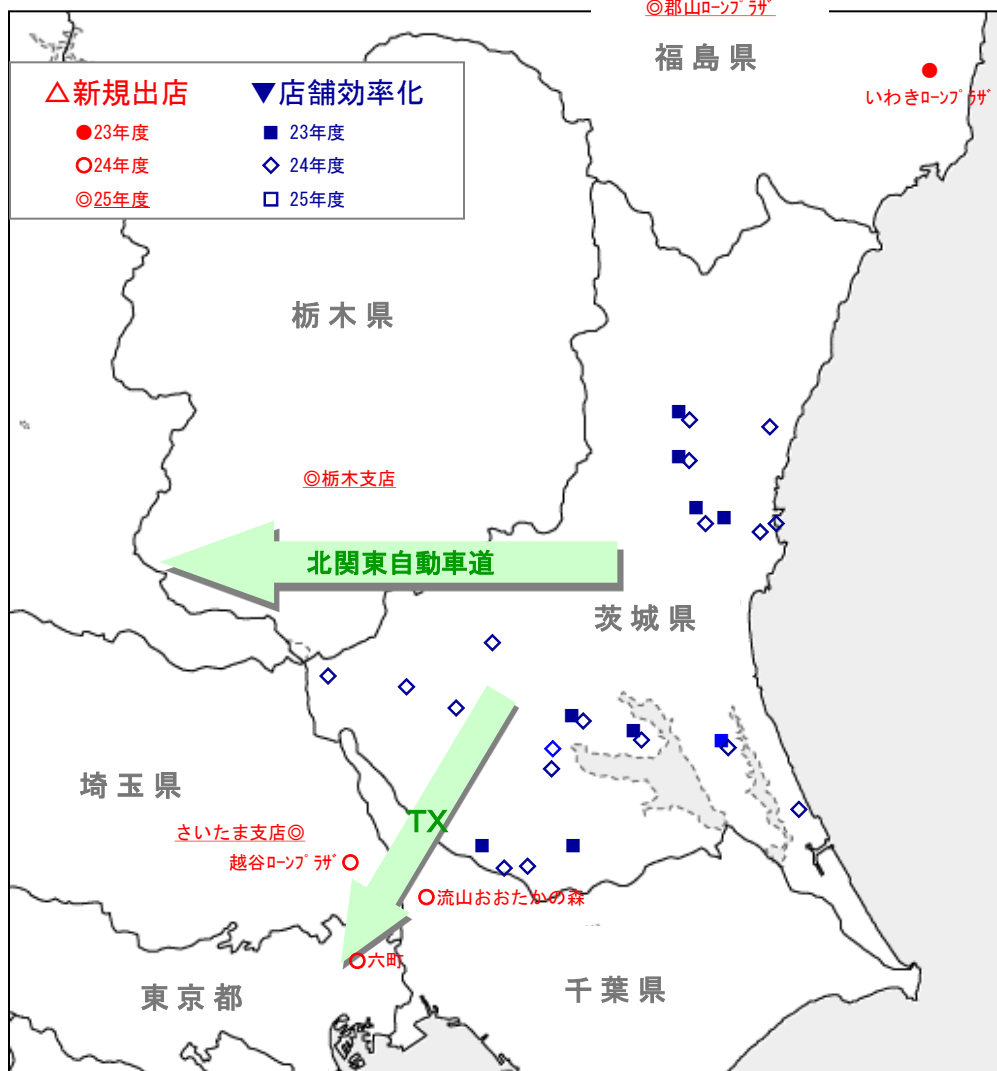 ◎郡山ローンプラザ
福島県
いわきローンプラザ
△新規出店
▼店舗効率化
●23年度
■ 23年度
○24年度
◇ 24年度
◎25年度
□ 25年度
栃木県
◎栃木支店
北関東自動車道
茨城県
埼玉県
TX
さいたま支店◎
越谷ローンプラザ○
○流山おおたかの森
○六町
東京都
千葉県